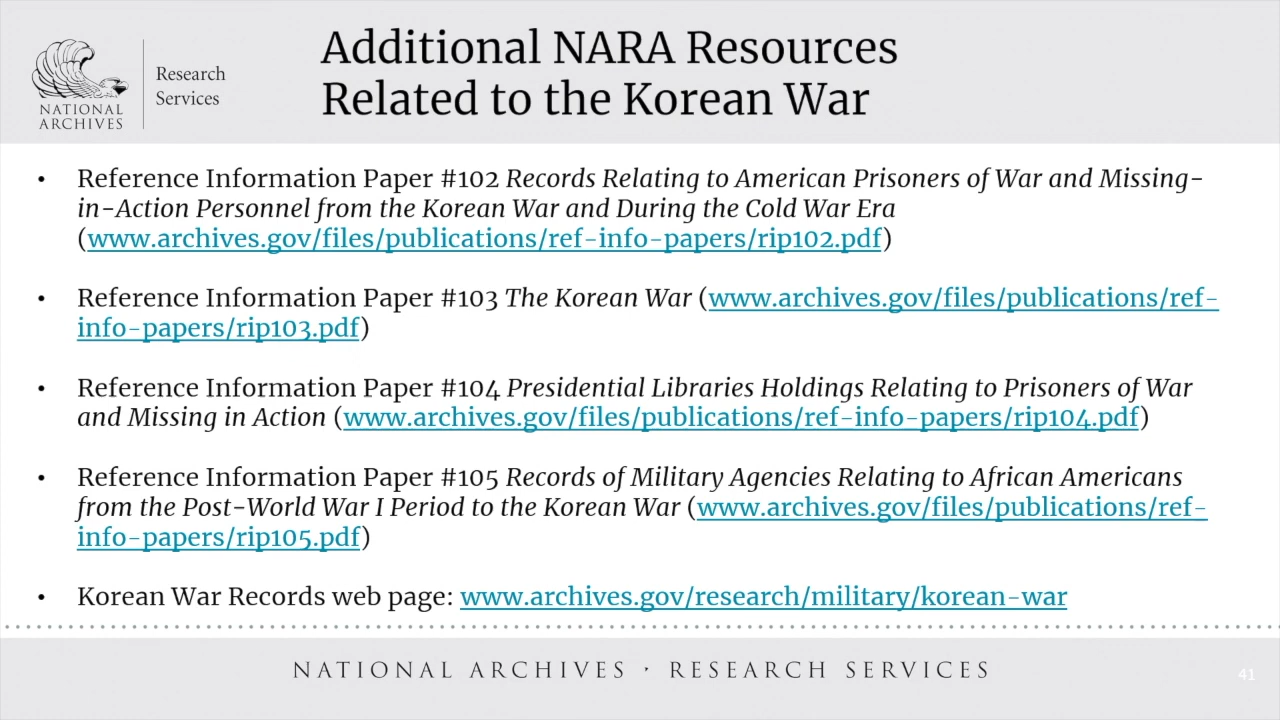 NATIONAL
ARCHIVES
Research
Services
Additional NARA Resources
Related to the Korean War
• Reference Information Paper #102 Records Relating to American Prisoners of War and Missing-
in-Action Personnel from the Korean War and During the Cold War Era
(www.archives.gov/files/publications/ref-info-papers/rip102.pdf)
• Reference Information Paper #103 The Korean War (www.archives.gov/files/publications/ref-
info-papers/rip103.pdf)
• Reference Information Paper #104 Presidential Libraries Holdings Relating to Prisoners of War
and Missing in Action (www.archives.gov/files/publications/ref-info-papers/rip104.pdf)
• Reference Information Paper #105 Records of Military Agencies Relating to African Americans
from the Post-World War I Period to the Korean War (www.archives.gov/files/publications/ref-
info-papers/rip105.pdf)
• Korean War Records web page: www.archives.gov/research/military/korean-war
NATIONAL ARCHIVES · RESEARCH SERVICES
41